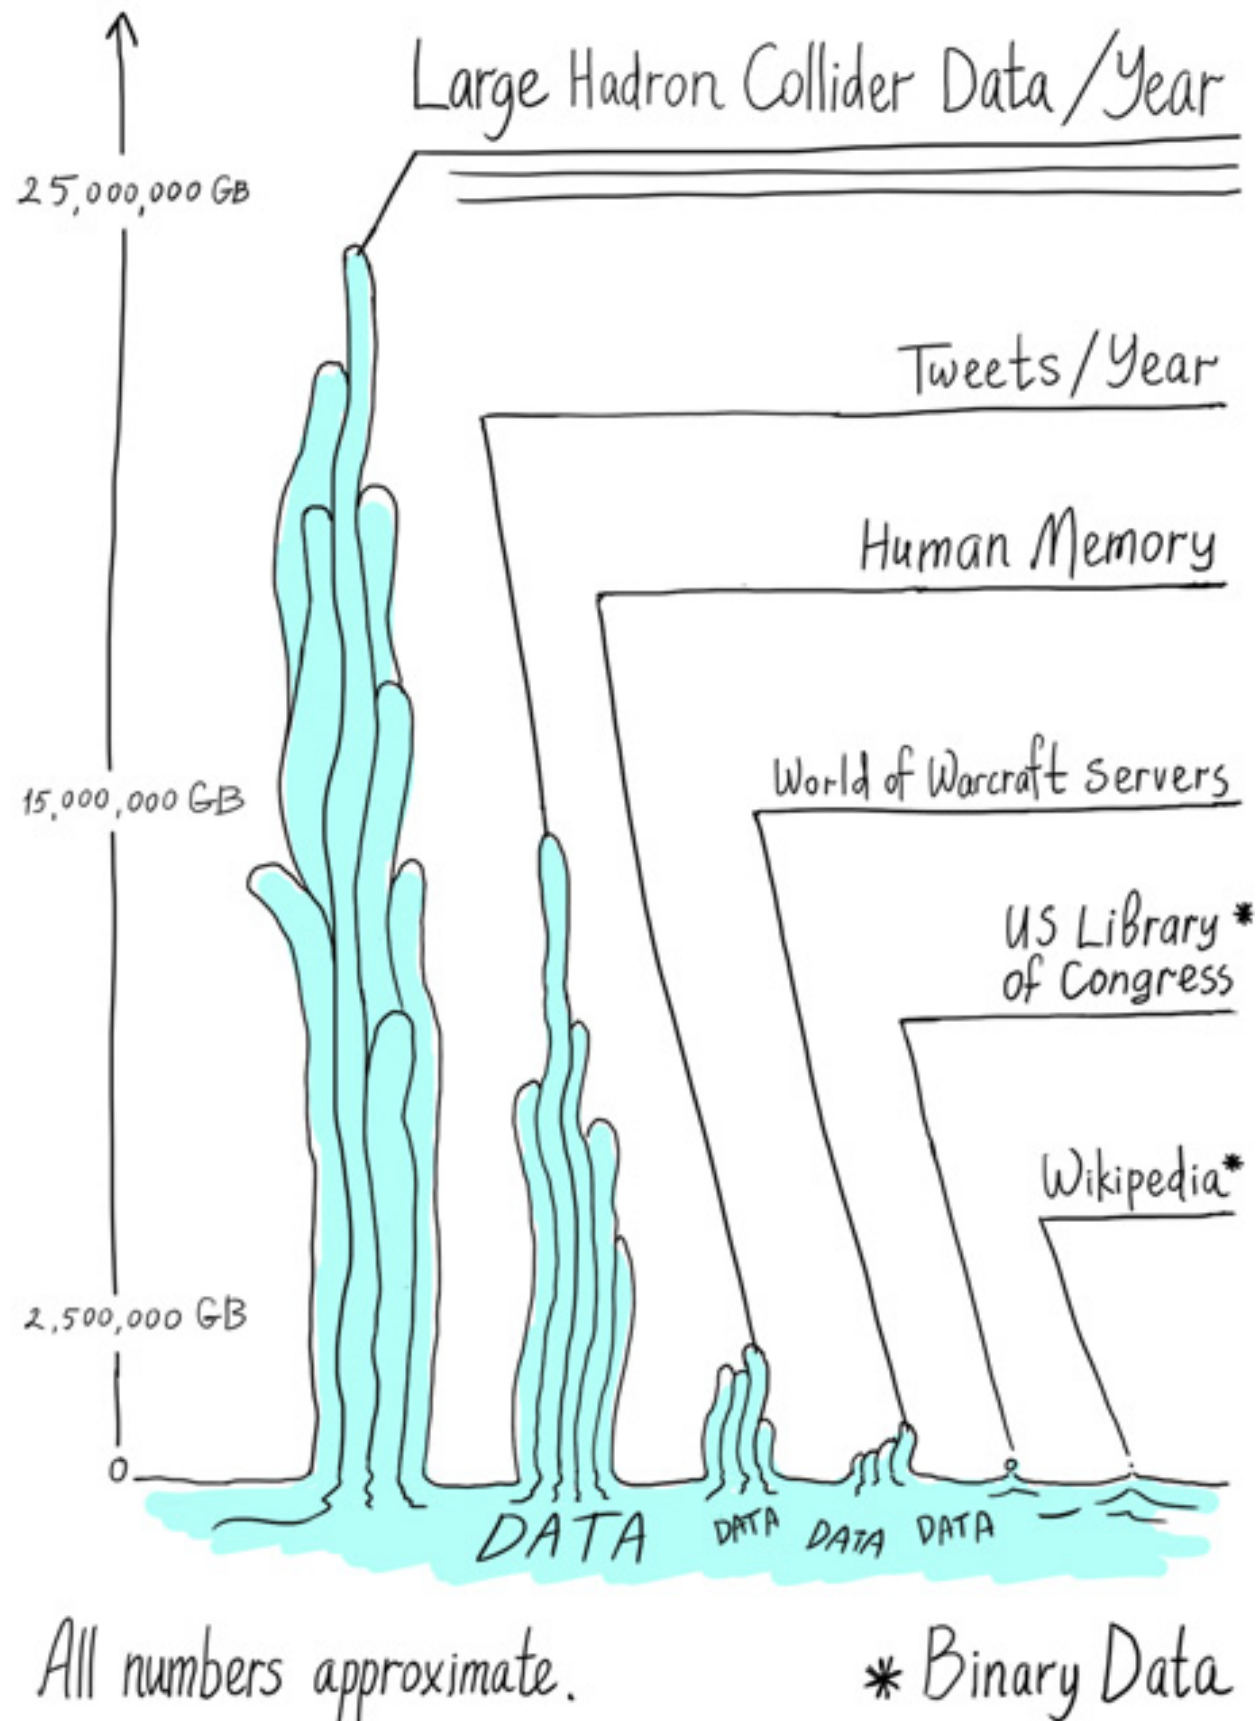 Large Hadron Collider Data/Year
25,000,000 GB
Tweets/Year
Human Memory
World of Warcraft Servers
15,000,000 GB
US Library *
of Congress
Wikipedia*
2,500,000 GB
0
DATA DATA DATA DATA
All numbers approximate.
* Binary Data